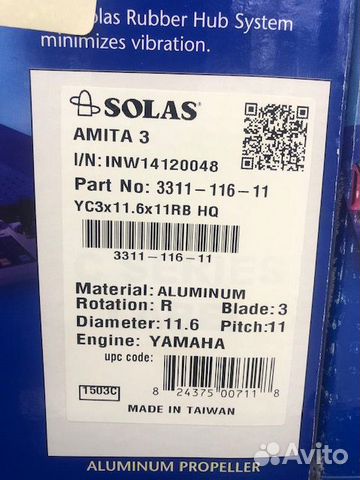 Solas Rubber Hub System
minimizes vibration.
SOLAS®
AMITA 3
I/N: INW14120048
Part No: 3311-116-11
YC3x11.6x11RB HQ
3311-116-11
Material: ALUMINUM
Rotation: R Blade: 3
Diameter: 11.6 Pitch: 11
Engine: YAMAHA
upc code:
T503C
8 24375 00711 8
MADE IN TAIWAN
ALUMINUM PROPELLER
Avito